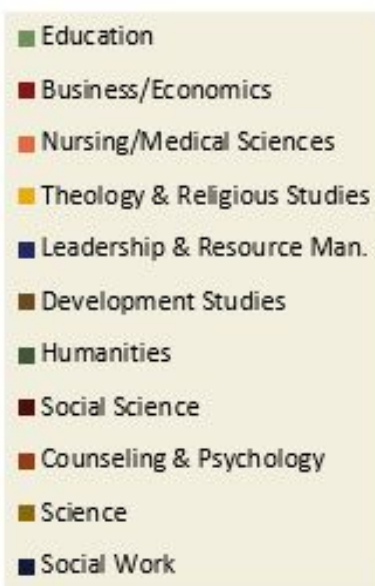 Education
Business/Economics
Nursing/Medical Sciences
Theology & Religious Studies
Leadership & Resource Man.
Development Studies
Humanities
Social Science
Counseling & Psychology
Science
Social Work